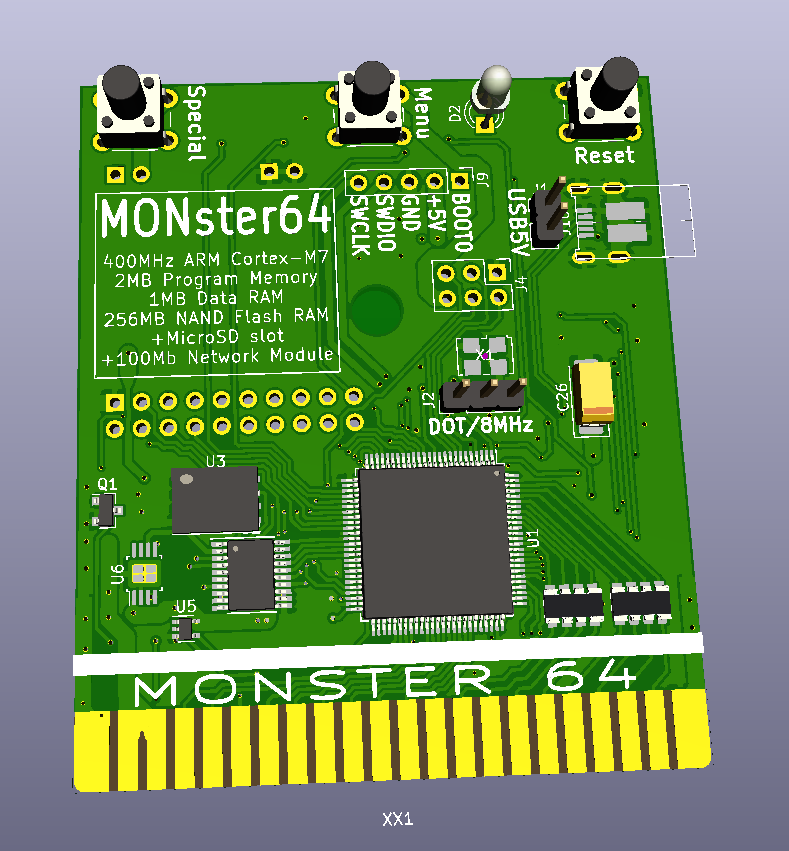 Special
Menu
D2
Reset
J9
SWCLK
SWDIO
GND
+5V
BOOT0
USB5V
MONster64
400MHz ARM Cortex-M7
2MB Program Memory
1MB Data RAM
256MB NAND Flash RAM
+MicroSD slot
+100Mb Network Module
J4
X1
J2
DOT/8MHz
C26
U3
Q1
U1
U6
U5
MONSTER 64
XX1